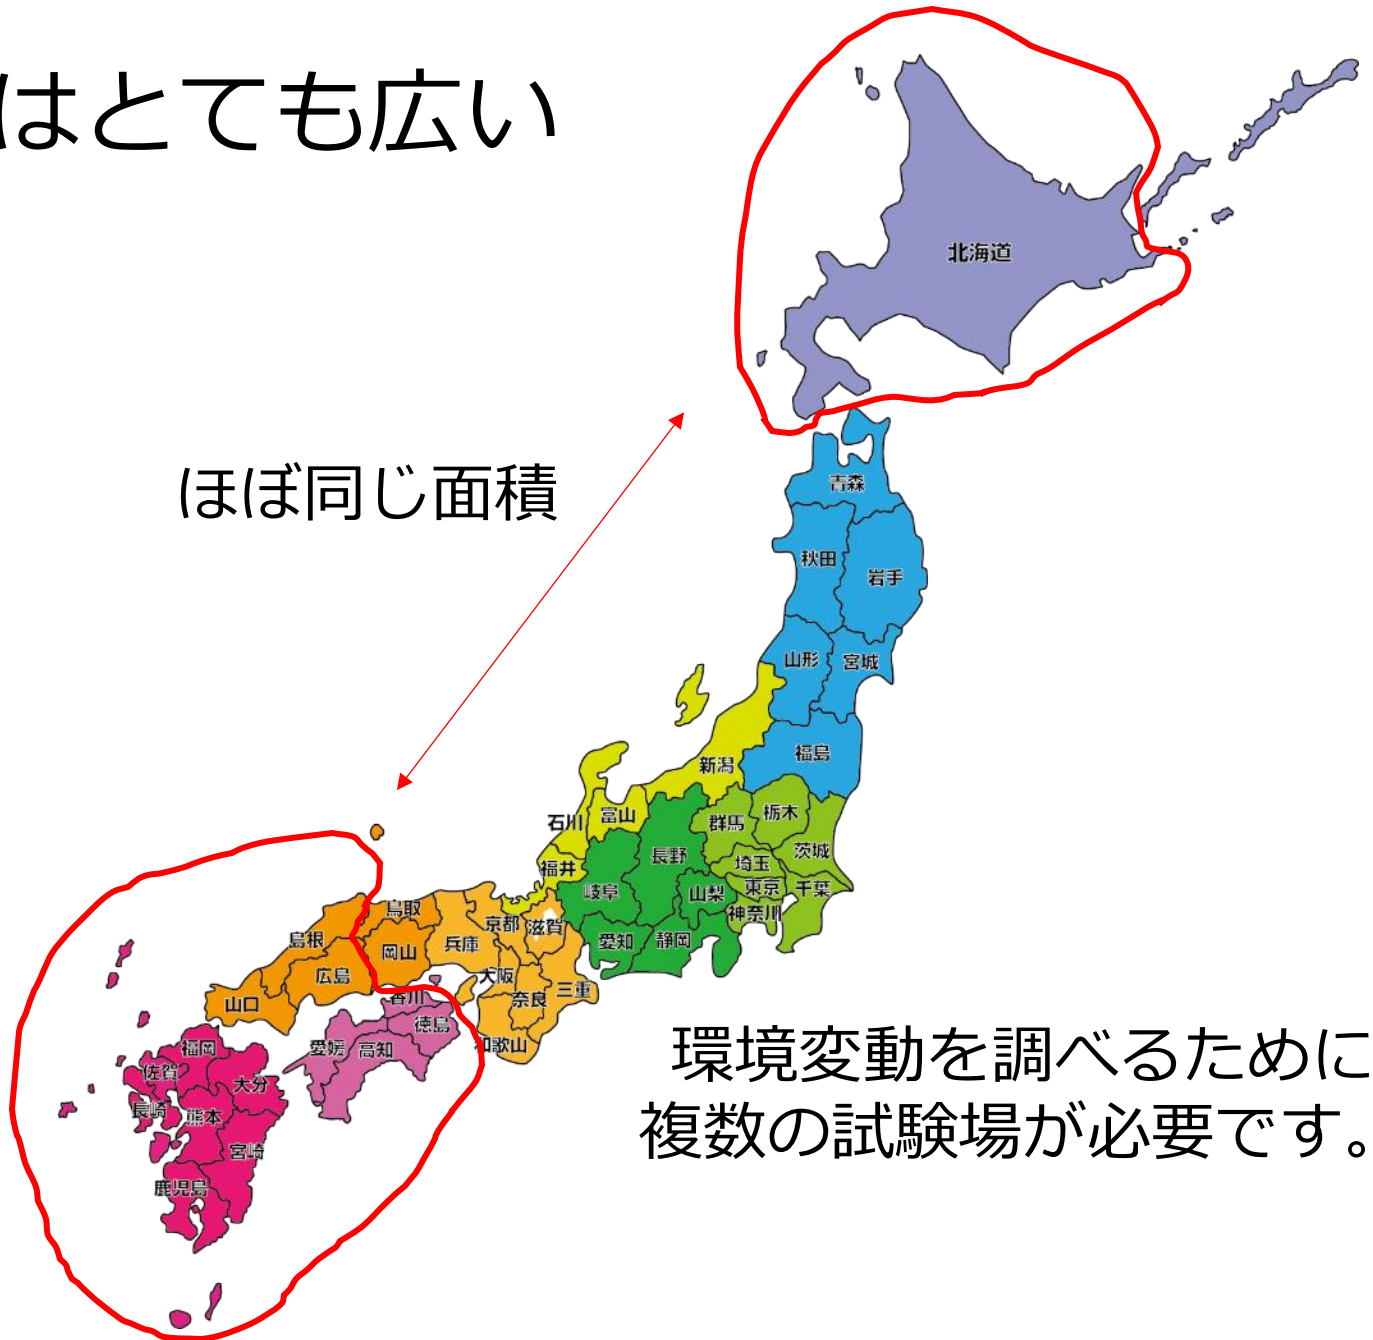 はとても広い
北海道
ほぼ同じ面積
青森
秋田
岩手
山形
宮城
福島
新潟
石川
富山
群馬
栃木
長野
埼玉
茨城
福井
岐阜
山梨
東京
千葉
神奈川
鳥取
京都
滋賀
島根
岡山
兵庫
愛知
静岡
広島
大阪
奈良
三重
山口
香川
徳島
和歌山
愛媛
高知
福岡
佐賀
大分
長崎
熊本
宮崎
鹿児島
環境変動を調べるために
複数の試験場が必要です。